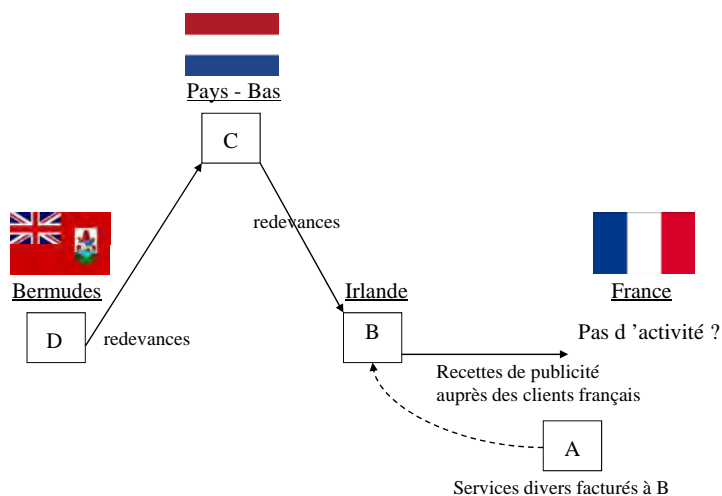 Pays - Bas
C
redevances
Bermudes
D
redevances
Irlande
B
France
Pas d ’activité ?
Recettes de publicité
auprès des clients français
A
Services divers facturés à B